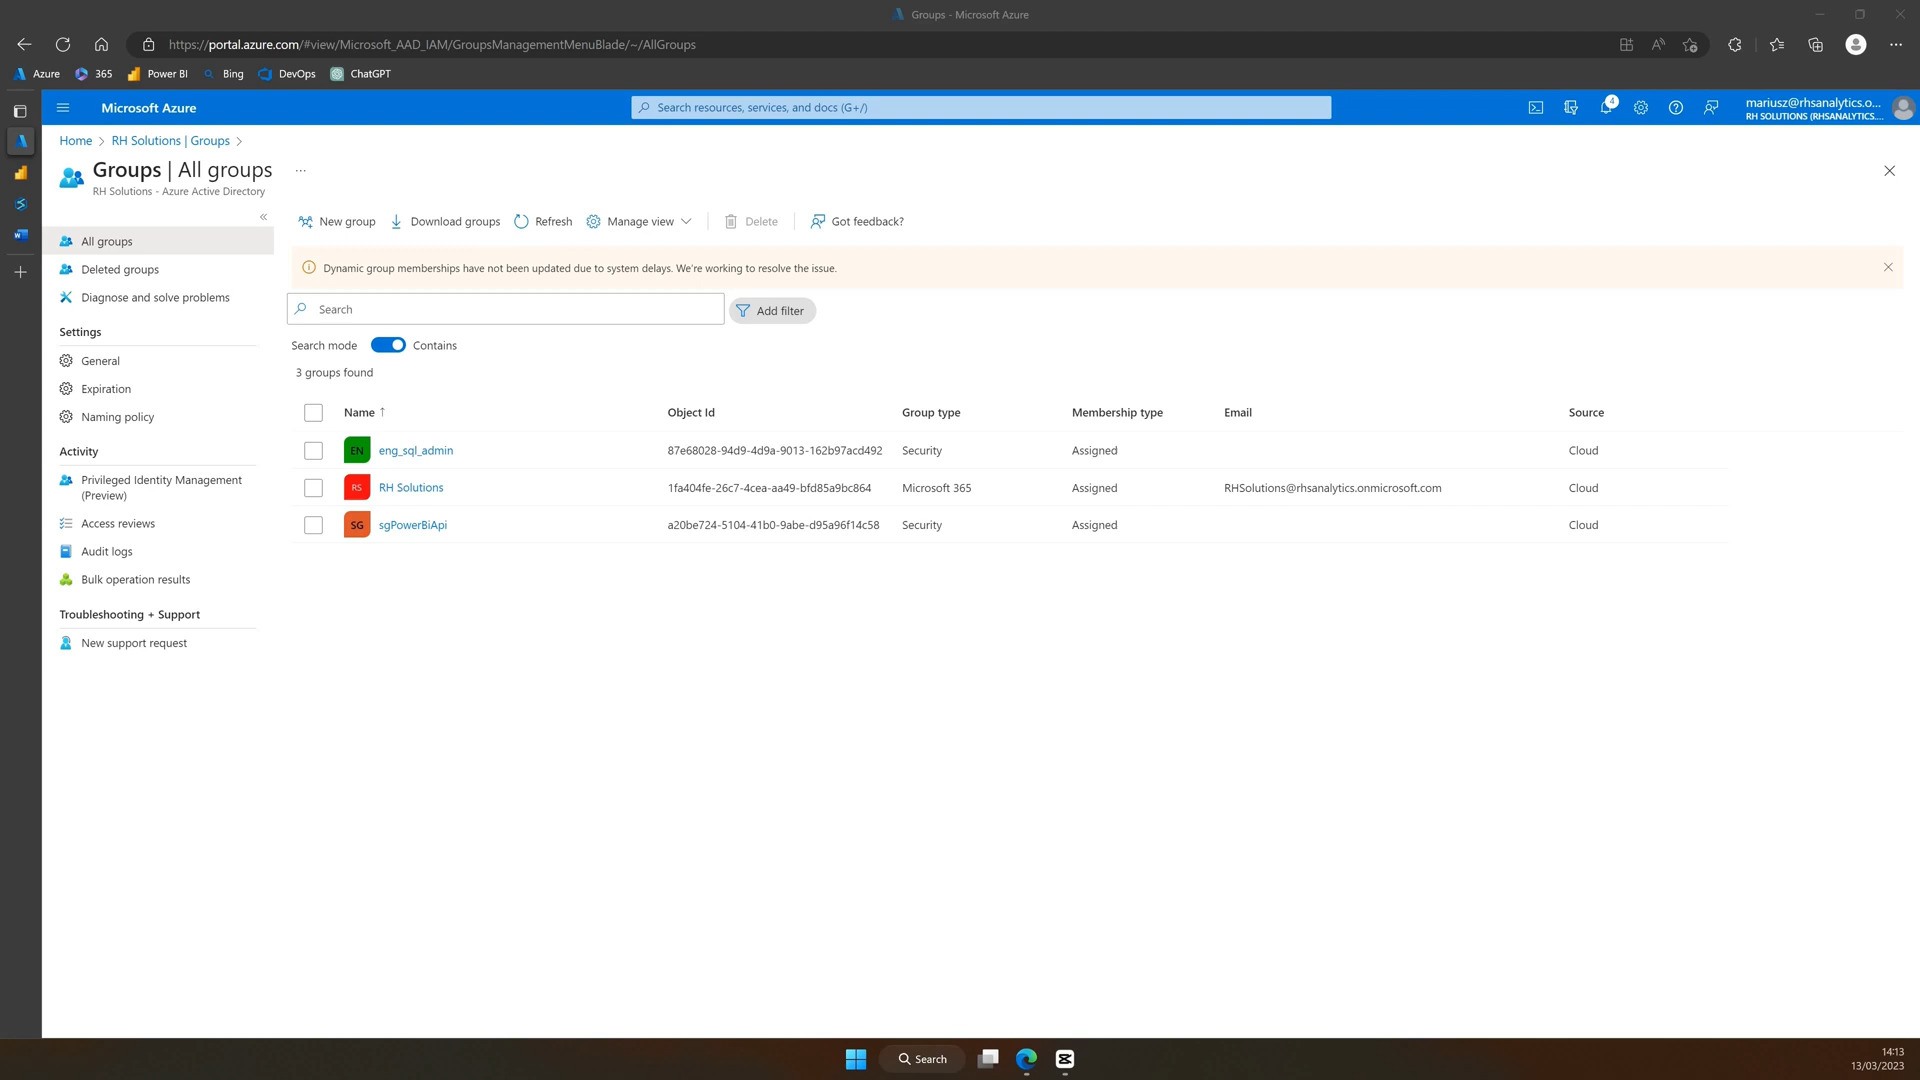 Groups - Microsoft Azure
https://portal.azure.com/#view/Microsoft_AAD_IAM/GroupsManagementMenuBlade/~/AllGroups
Azure 365 Power BI Bing DevOps ChatGPT
Microsoft Azure
Search resources, services, and docs (G+/)
4
mariusz@rhsanalytics.o...
RH SOLUTIONS (RHSANALYTICS....
Home > RH Solutions | Groups >
Groups | All groups ...
RH Solutions - Azure Active Directory
New group Download groups Refresh Manage view Delete Got feedback?
All groups
Deleted groups
Diagnose and solve problems
Settings
General
Expiration
Naming policy
Activity
Privileged Identity Management
(Preview)
Access reviews
Audit logs
Bulk operation results
Troubleshooting + Support
New support request
Dynamic group memberships have not been updated due to system delays. We're working to resolve the issue.
Search Add filter
Search mode Contains
3 groups found
Name ↑ Object Id Group type Membership type Email Source
EN eng_sql_admin 87e68028-94d9-4d9a-9013-162b97acd492 Security Assigned Cloud
RS RH Solutions 1fa404fe-26c7-4cea-aa49-bfd85a9bc864 Microsoft 365 Assigned RHSolutions@rhsanalytics.onmicrosoft.com Cloud
SG sgPowerBiApi a20be724-5104-41b0-9abe-d95a96f14c58 Security Assigned Cloud
Search
14:13
13/03/2023